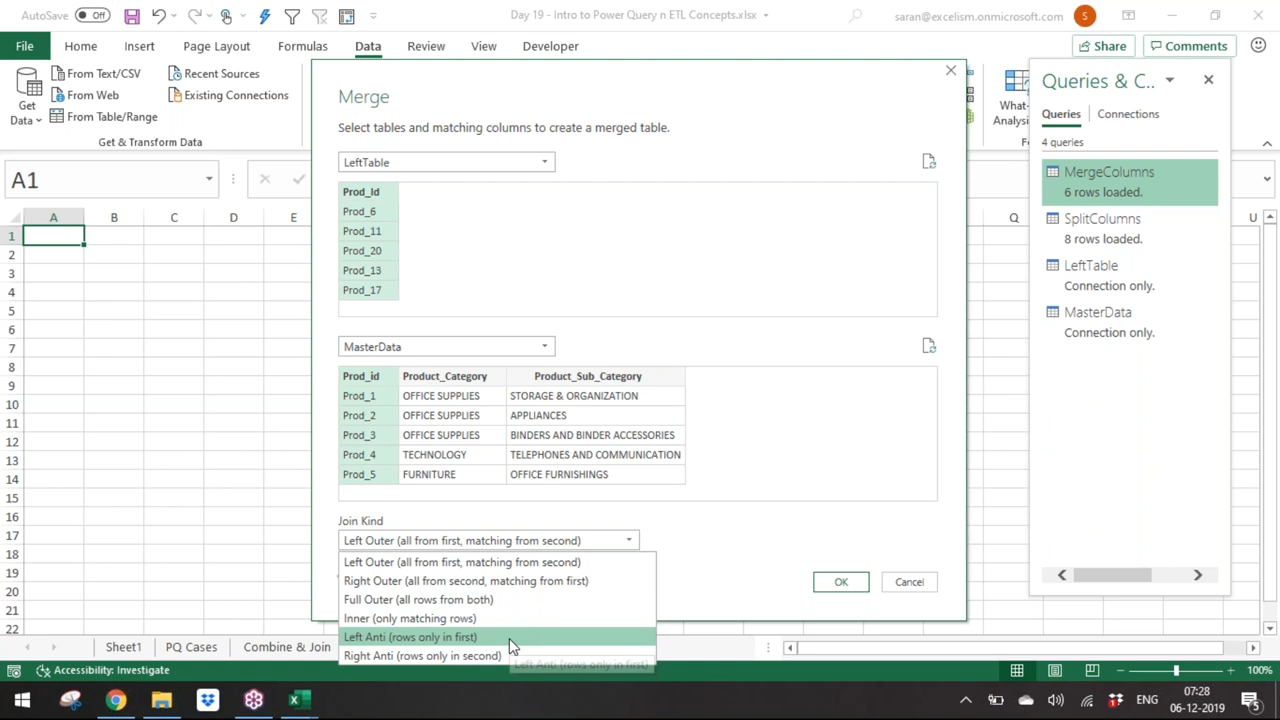 AutoSave Off
Day 19 - Intro to Power Query n ETL Concepts.xlsx
saran@excelism.onmicrosoft.com S
File Home Insert Page Layout Formulas Data Review View Developer Share Comments
Get Data
From Text/CSV
From Web
From Table/Range
Recent Sources
Existing Connections
Get & Transform Data
What-
Analysis
Fo
A1
A B C D E Q U
1
2
3
4
5
6
7
8
9
10
11
12
13
14
15
16
17
18
19
20
21
22
Merge
Select tables and matching columns to create a merged table.
LeftTable
Prod_Id
Prod_6
Prod_11
Prod_20
Prod_13
Prod_17
MasterData
Prod_id Product_Category Product_Sub_Category
Prod_1 OFFICE SUPPLIES STORAGE & ORGANIZATION
Prod_2 OFFICE SUPPLIES APPLIANCES
Prod_3 OFFICE SUPPLIES BINDERS AND BINDER ACCESSORIES
Prod_4 TECHNOLOGY TELEPHONES AND COMMUNICATION
Prod_5 FURNITURE OFFICE FURNISHINGS
Join Kind
Left Outer (all from first, matching from second)
Left Outer (all from first, matching from second)
Right Outer (all from second, matching from first)
Full Outer (all rows from both)
Inner (only matching rows)
Left Anti (rows only in first)
Right Anti (rows only in second)
Left Anti (rows only in first)
OK Cancel
Queries & C...
Queries Connections
4 queries
MergeColumns
6 rows loaded.
SplitColumns
8 rows loaded.
LeftTable
Connection only.
MasterData
Connection only.
Sheet1 PQ Cases Combine & Join
Accessibility: Investigate
100%
ENG
07:28
06-12-2019
5